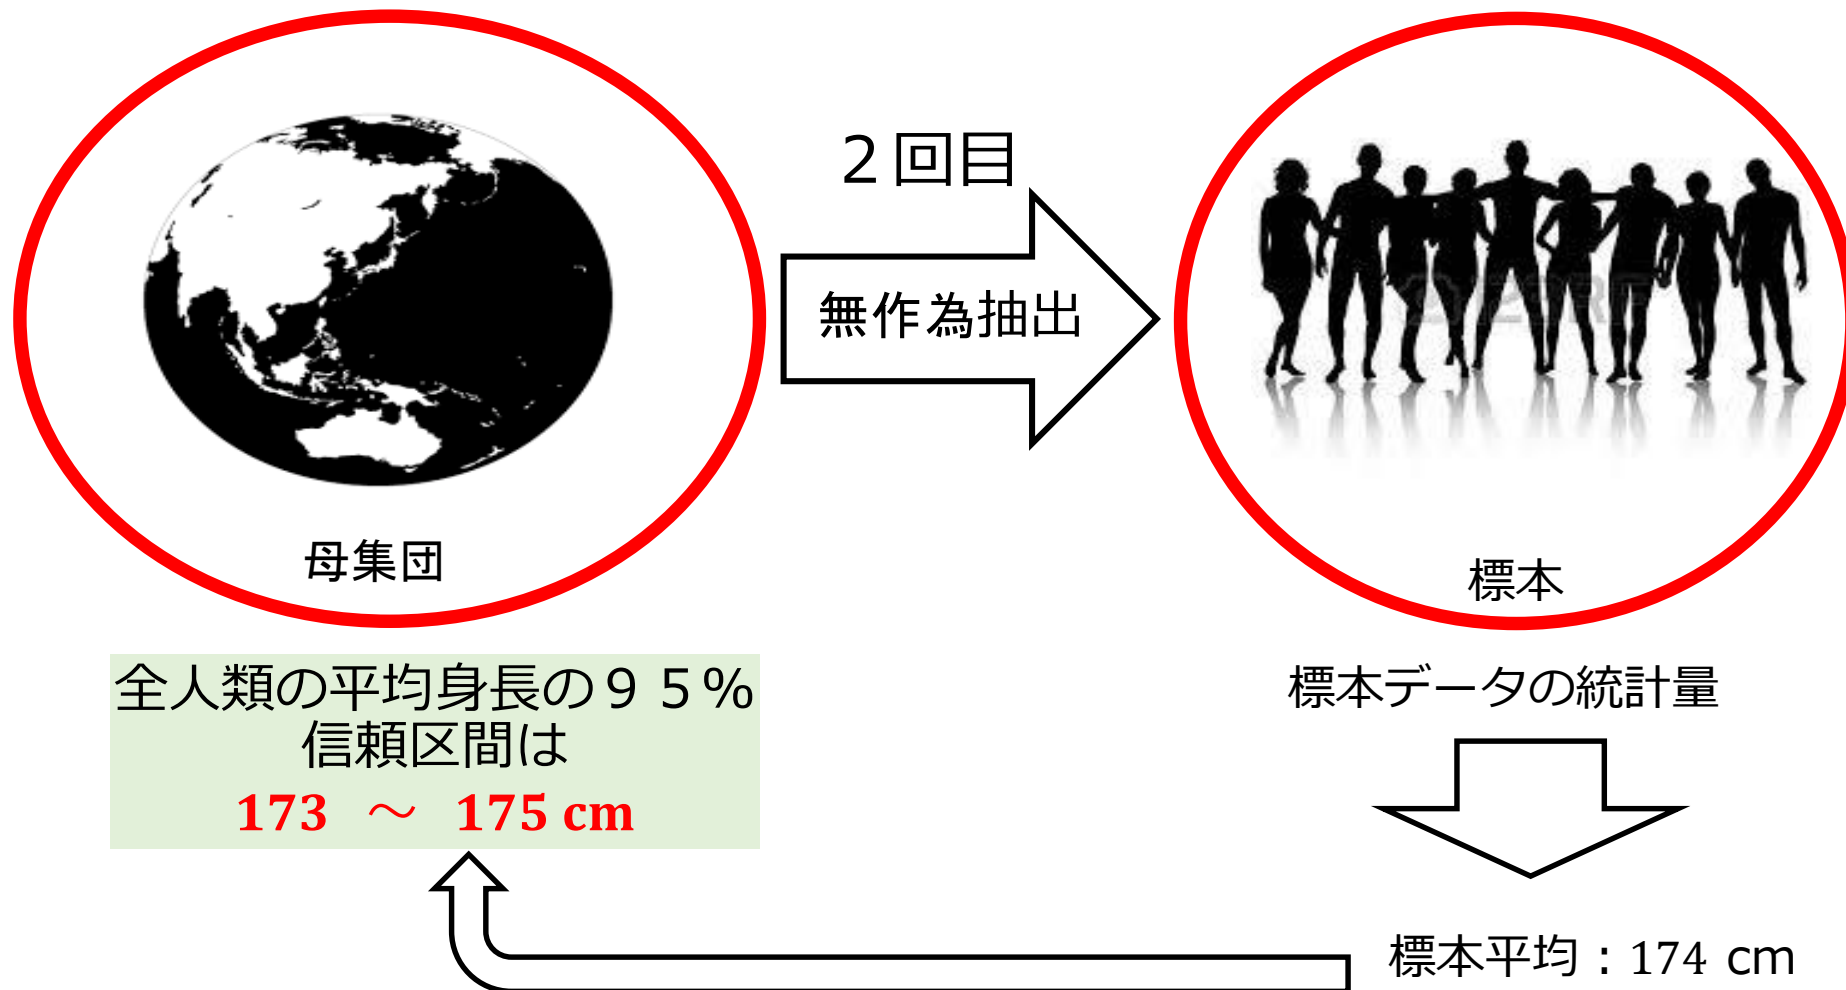 2回目
無作為抽出
母集団
標本
全人類の平均身長の95%
信頼区間は
173 ～ 175 cm
標本データの統計量
標本平均：174 cm